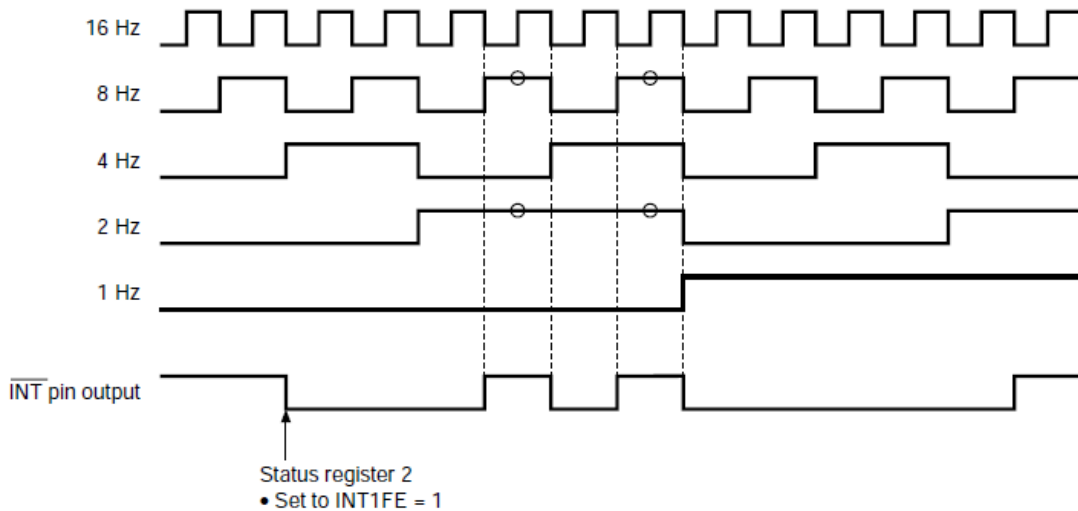 16 Hz
8 Hz
4 Hz
2 Hz
1 Hz
INT pin output
Status register 2
• Set to INT1FE = 1